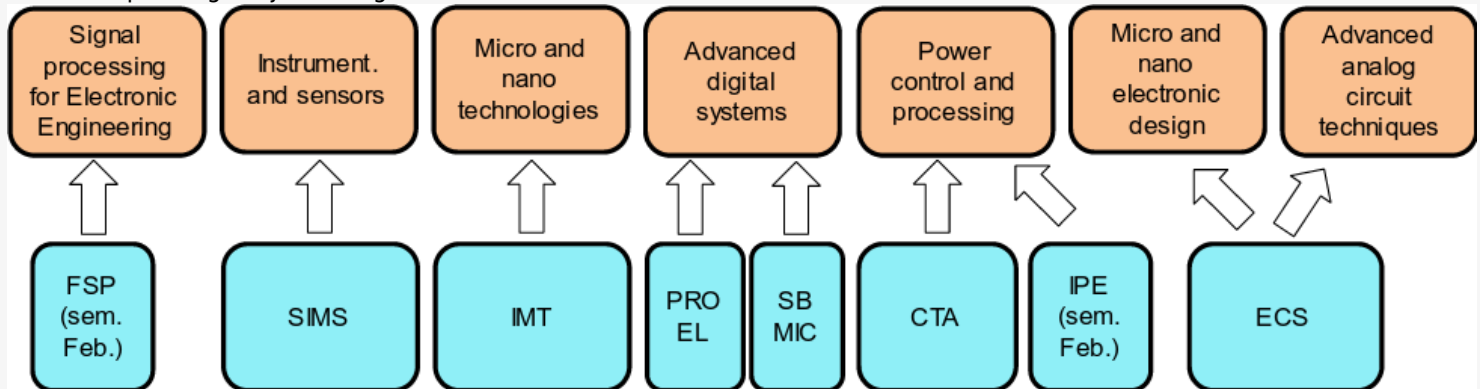 Signal
processing
for Electronic
Engineering
Instrument.
and sensors
Micro and
nano
technologies
Advanced
digital
systems
Power
control and
processing
Micro and
nano
electronic
design
Advanced
analog
circuit
techniques
FSP
(sem.
Feb.)
SIMS
IMT
PRO
EL
SB
MIC
CTA
IPE
(sem.
Feb.)
ECS